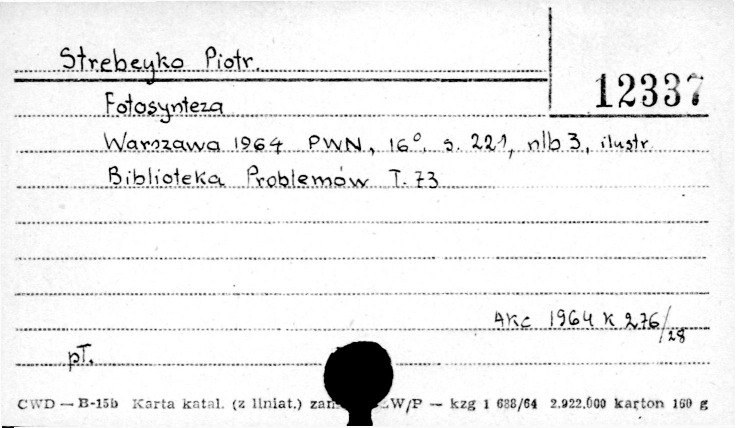 Strebeyko Piotr.
12337
Fotosynteza
Warszawa 1964 PWN, 16°. s. 221, nlb 3, ilustr.
Biblioteka Problemów T. 73
Akc 1964 K 276/28
pł.
CWD — B-15b Karta katal. (z liniat.) zam W/P — kzg 1 688/64 2.922.000 karton 160 g